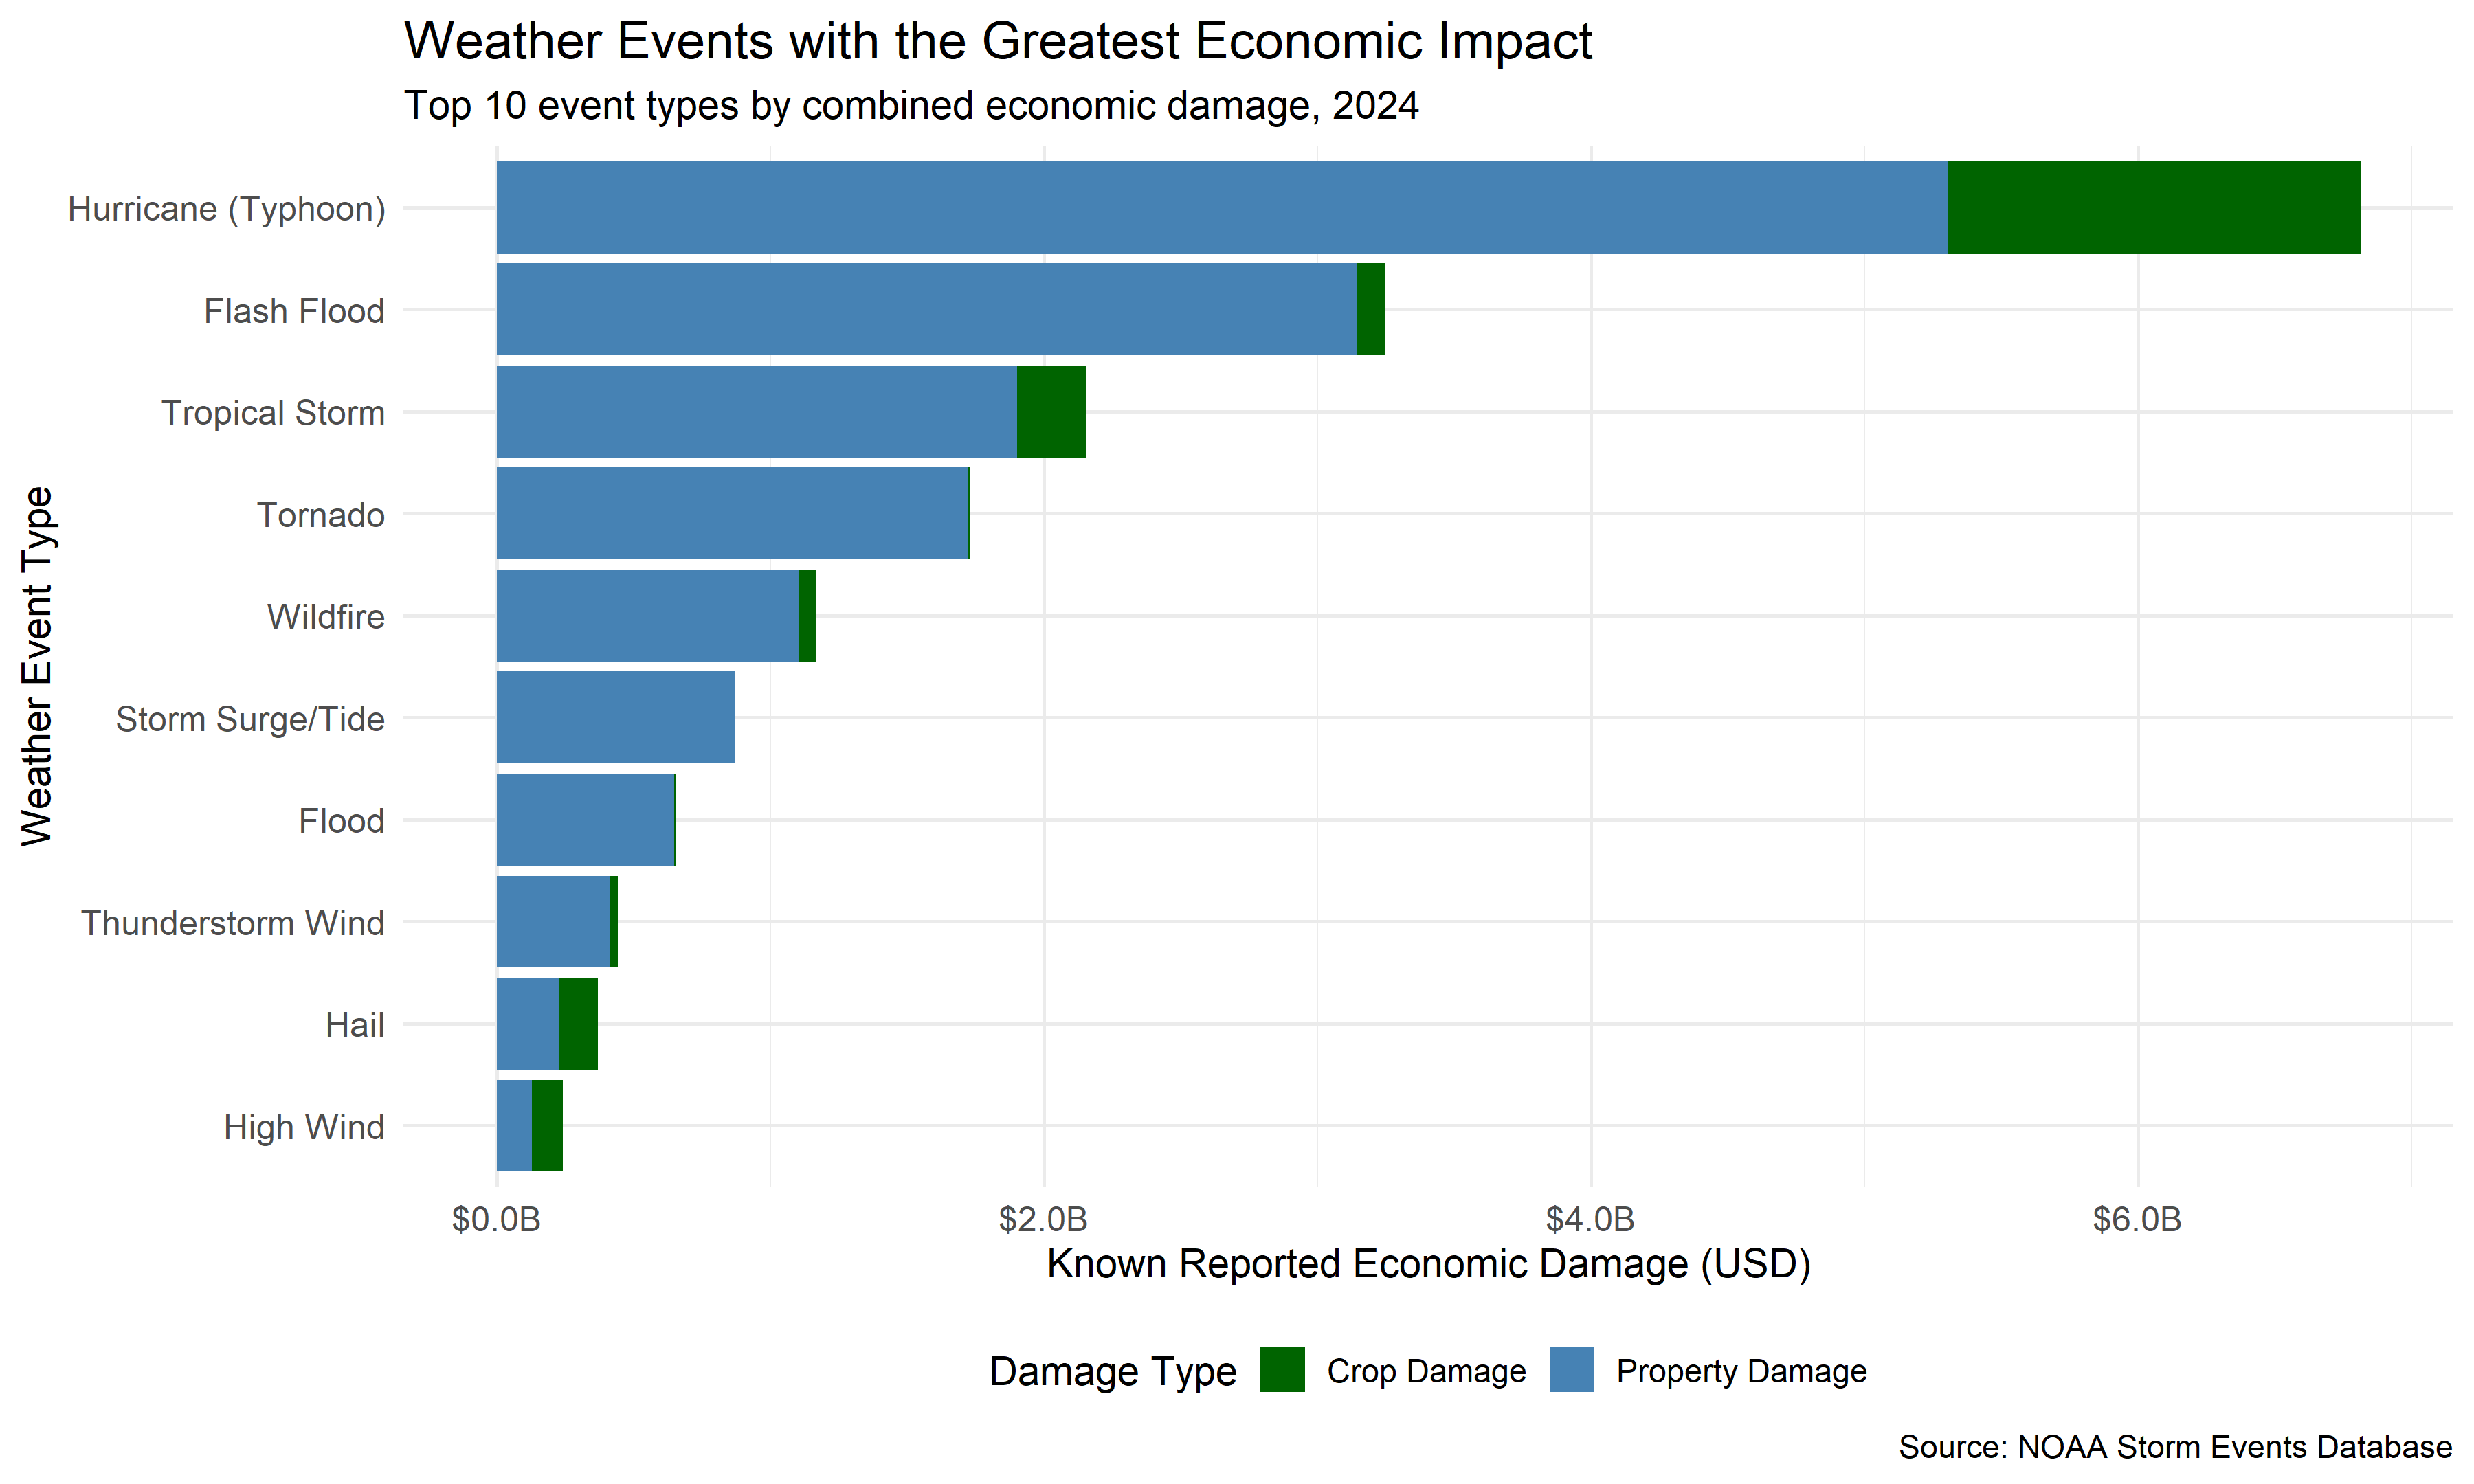 Weather Events with the Greatest Economic Impact
Top 10 event types by combined economic damage, 2024
Weather Event Type
Hurricane (Typhoon)
Flash Flood
Tropical Storm
Tornado
Wildfire
Storm Surge/Tide
Flood
Thunderstorm Wind
Hail
High Wind
$0.0B $2.0B $4.0B $6.0B
Known Reported Economic Damage (USD)
Damage Type Crop Damage Property Damage
Source: NOAA Storm Events Database